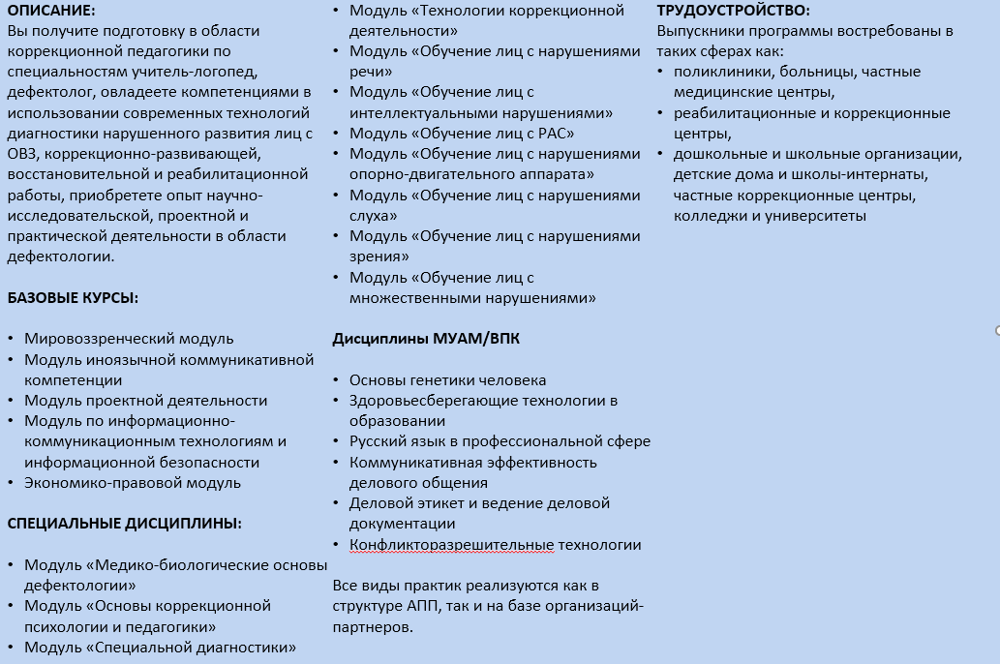 ОПИСАНИЕ:
Вы получите подготовку в области
коррекционной педагогики по
специальностям учитель-логопед,
дефектолог, овладеете компетенциями в
использовании современных технологий
диагностики нарушенного развития лиц с
ОВЗ, коррекционно-развивающей,
восстановительной и реабилитационной
работы, приобретете опыт научно-
исследовательской, проектной и
практической деятельности в области
дефектологии.
БАЗОВЫЕ КУРСЫ:
• Мировоззренческий модуль
• Модуль иноязычной коммуникативной
компетенции
• Модуль проектной деятельности
• Модуль по информационно-
коммуникационным технологиям и
информационной безопасности
• Экономико-правовой модуль
СПЕЦИАЛЬНЫЕ ДИСЦИПЛИНЫ:
• Модуль «Медико-биологические основы
дефектологии»
• Модуль «Основы коррекционной
психологии и педагогики»
• Модуль «Специальной диагностики»
• Модуль «Технологии коррекционной
деятельности»
• Модуль «Обучение лиц с нарушениями
речи»
• Модуль «Обучение лиц с
интеллектуальными нарушениями»
• Модуль «Обучение лиц с РАС»
• Модуль «Обучение лиц с нарушениями
опорно-двигательного аппарата»
• Модуль «Обучение лиц с нарушениями
слуха»
• Модуль «Обучение лиц с нарушениями
зрения»
• Модуль «Обучение лиц с
множественными нарушениями»
Дисциплины МУАМ/ВПК
• Основы генетики человека
• Здоровьесберегающие технологии в
образовании
• Русский язык в профессиональной сфере
• Коммуникативная эффективность
делового общения
• Деловой этикет и ведение деловой
документации
• Конфликторазрешительные технологии
Все виды практик реализуются как в
структуре АПП, так и на базе организаций-
партнеров.
ТРУДОУСТРОЙСТВО:
Выпускники программы востребованы в
таких сферах как:
• поликлиники, больницы, частные
медицинские центры,
• реабилитационные и коррекционные
центры,
• дошкольные и школьные организации,
детские дома и школы-интернаты,
частные коррекционные центры,
колледжи и университеты